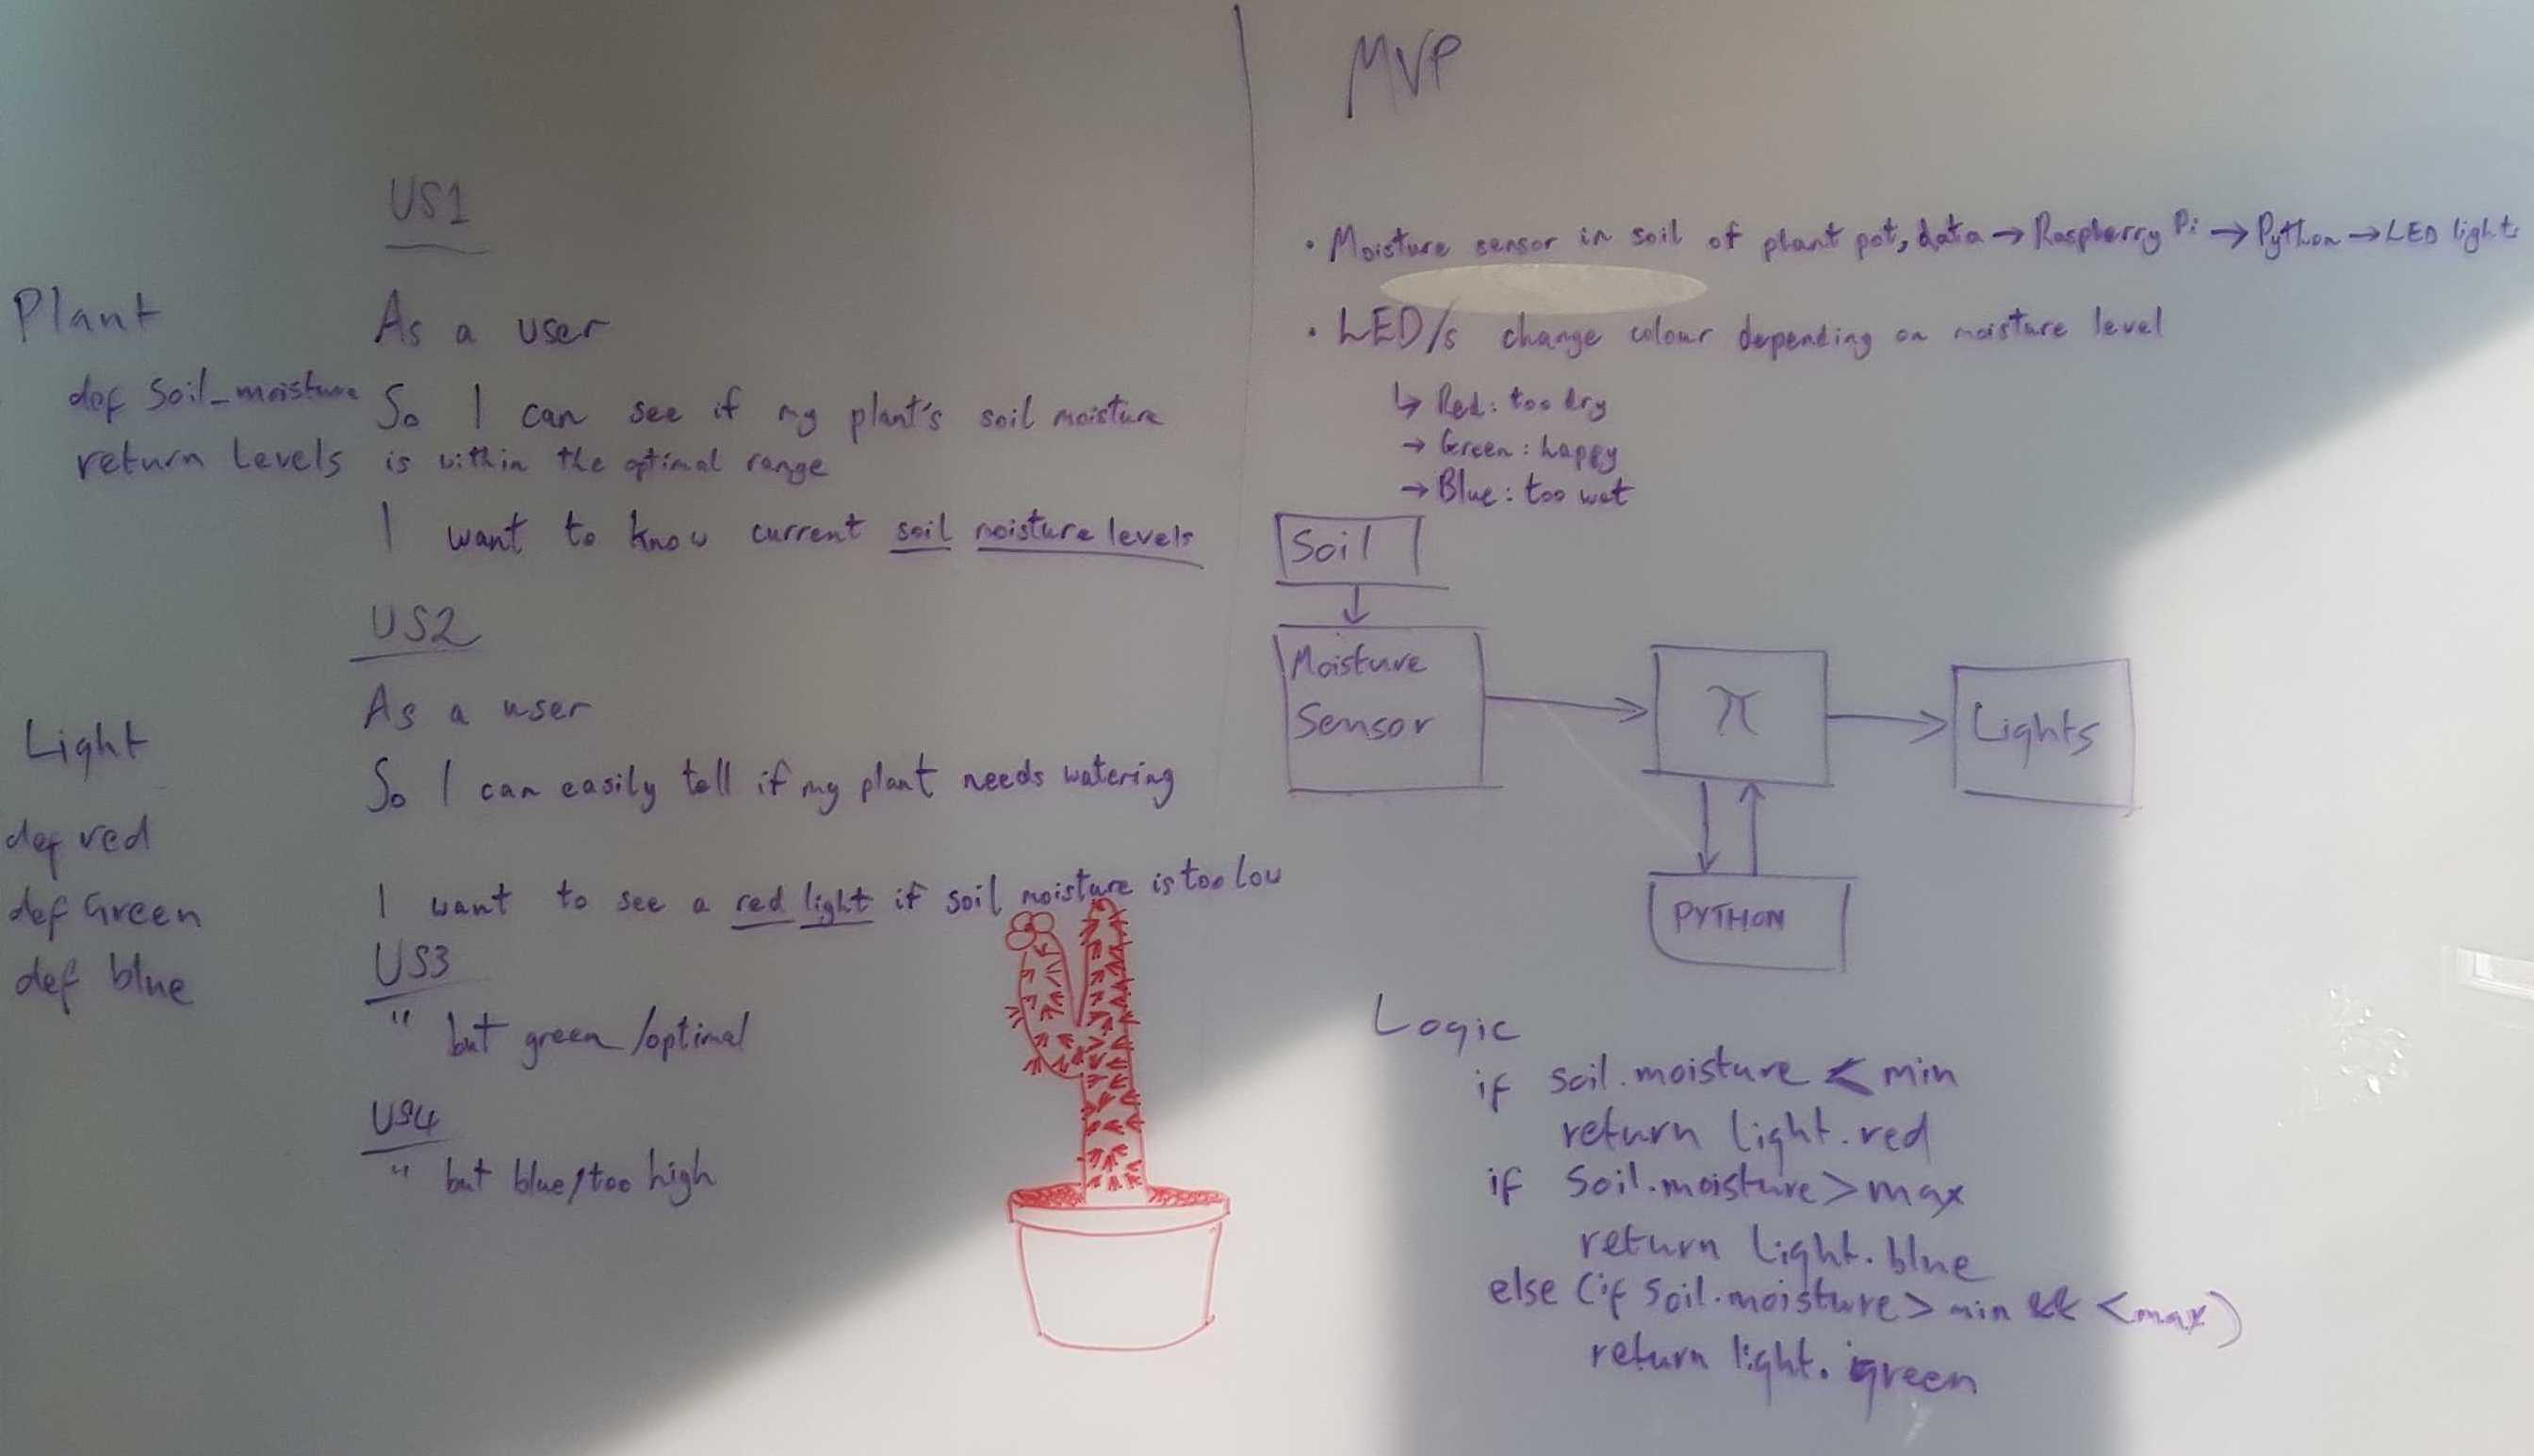 US1
Plant
As a user
def Soil_moisture
return Levels
So I can see if my plant's soil moisture
is within the optimal range
I want to know current soil moisture levels
US2
As a user
So I can easily tell if my plant needs watering
I want to see a red light if soil moisture is too low
Light
def red
def Green
def blue
US3
" but green/optimal
US4
" but blue/too high
MVP
• Moisture sensor in soil of plant pot, data → Raspberry Pi → Python → LED lights
• LED/s change colour depending on moisture level
↳ Red: too dry
→ Green: happy
→ Blue: too wet
Soil
Moisture
Sensor
π
Lights
PYTHON
Logic
if soil.moisture < min
return light.red
if Soil.moisture > max
return light.blue
else (if soil.moisture > min && < max)
return light.green